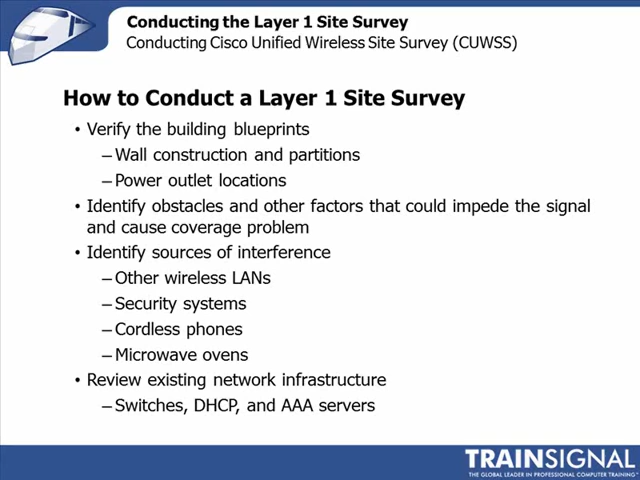 Conducting the Layer 1 Site Survey
Conducting Cisco Unified Wireless Site Survey (CUWSS)
How to Conduct a Layer 1 Site Survey
• Verify the building blueprints
– Wall construction and partitions
– Power outlet locations
• Identify obstacles and other factors that could impede the signal
and cause coverage problem
• Identify sources of interference
– Other wireless LANs
– Security systems
– Cordless phones
– Microwave ovens
• Review existing network infrastructure
– Switches, DHCP, and AAA servers
TRAINSIGNAL
THE GLOBAL LEADER IN PROFESSIONAL COMPUTER TRAINING